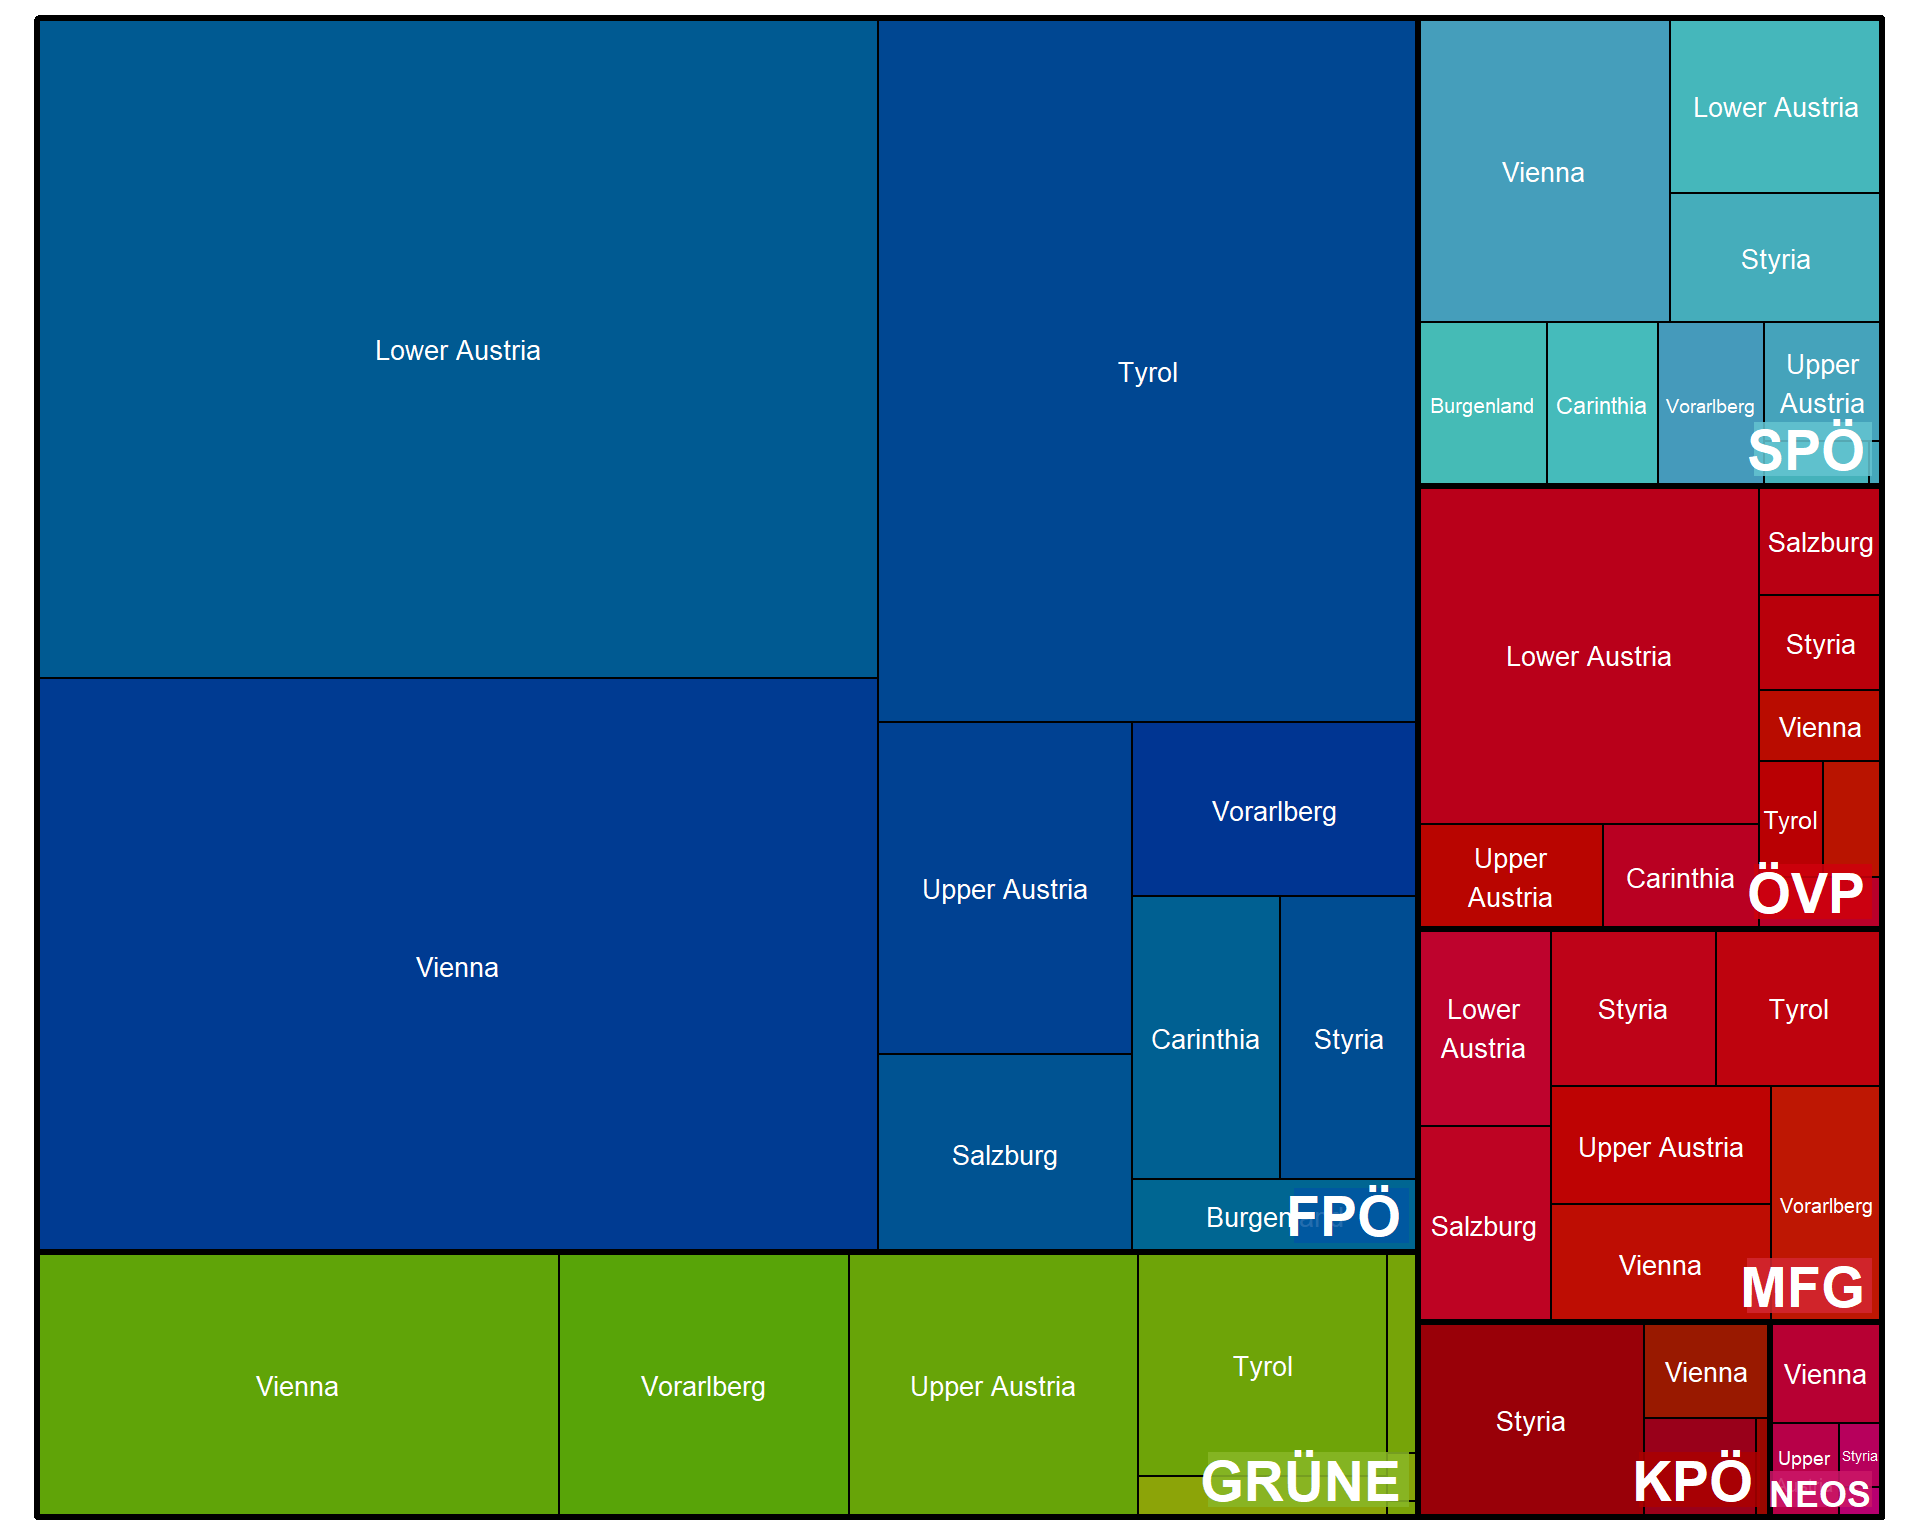 Lower Austria
Tyrol
Vienna
Upper Austria
Vorarlberg
Carinthia
Styria
Salzburg
Burgenland
FPÖ
Vienna
Vorarlberg
Upper Austria
Tyrol
GRÜNE
Vienna
Lower Austria
Styria
Burgenland
Carinthia
Vorarlberg
Upper
Austria
SPÖ
Lower Austria
Salzburg
Styria
Vienna
Tyrol
Upper
Austria
Carinthia
ÖVP
Lower
Austria
Styria
Tyrol
Upper Austria
Vorarlberg
Salzburg
Vienna
MFG
Styria
Vienna
KPÖ
Vienna
Upper
Styria
NEOS